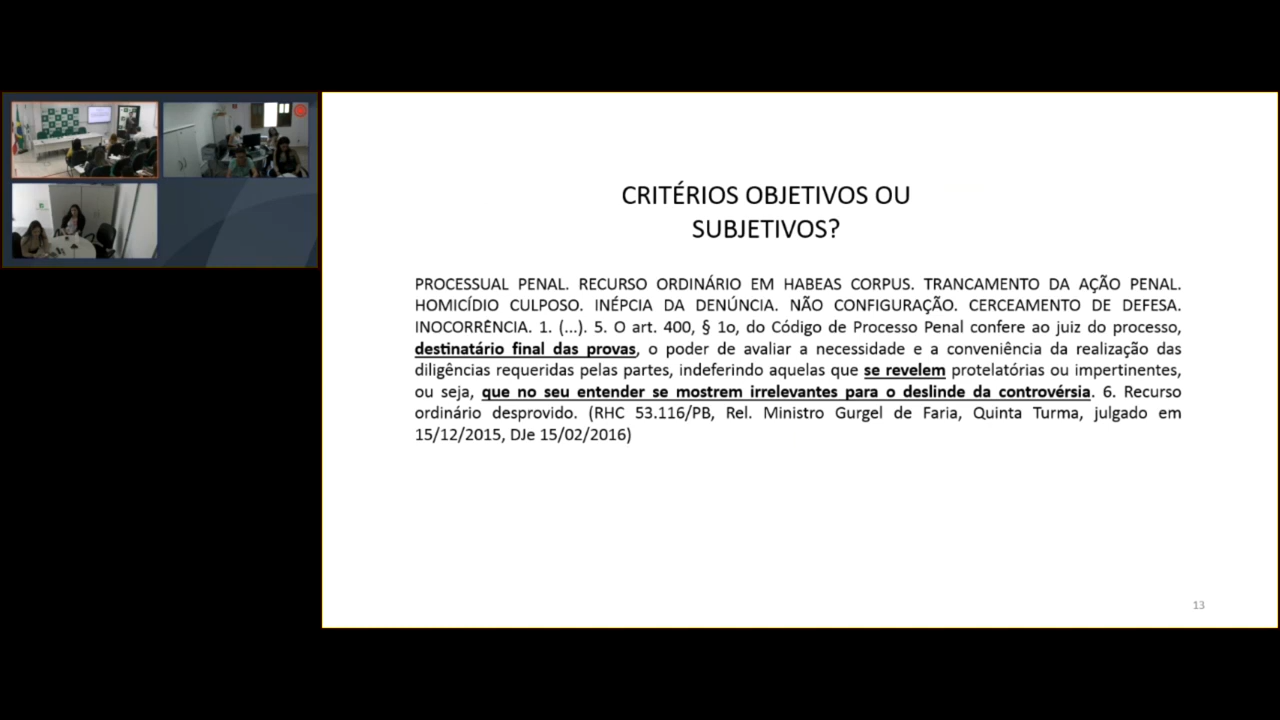 CRITÉRIOS OBJETIVOS OU
SUBJETIVOS?
PROCESSUAL PENAL. RECURSO ORDINÁRIO EM HABEAS CORPUS. TRANCAMENTO DA AÇÃO PENAL.
HOMICÍDIO CULPOSO. INÉPCIA DA DENÚNCIA. NÃO CONFIGURAÇÃO. CERCEAMENTO DE DEFESA.
INOCORRÊNCIA. 1. (...). 5. O art. 400, § 1o, do Código de Processo Penal confere ao juiz do processo,
destinatário final das provas, o poder de avaliar a necessidade e a conveniência da realização das
diligências requeridas pelas partes, indeferindo aquelas que se revelem protelatórias ou impertinentes,
ou seja, que no seu entender se mostrem irrelevantes para o deslinde da controvérsia. 6. Recurso
ordinário desprovido. (RHC 53.116/PB, Rel. Ministro Gurgel de Faria, Quinta Turma, julgado em
15/12/2015, DJe 15/02/2016)
13